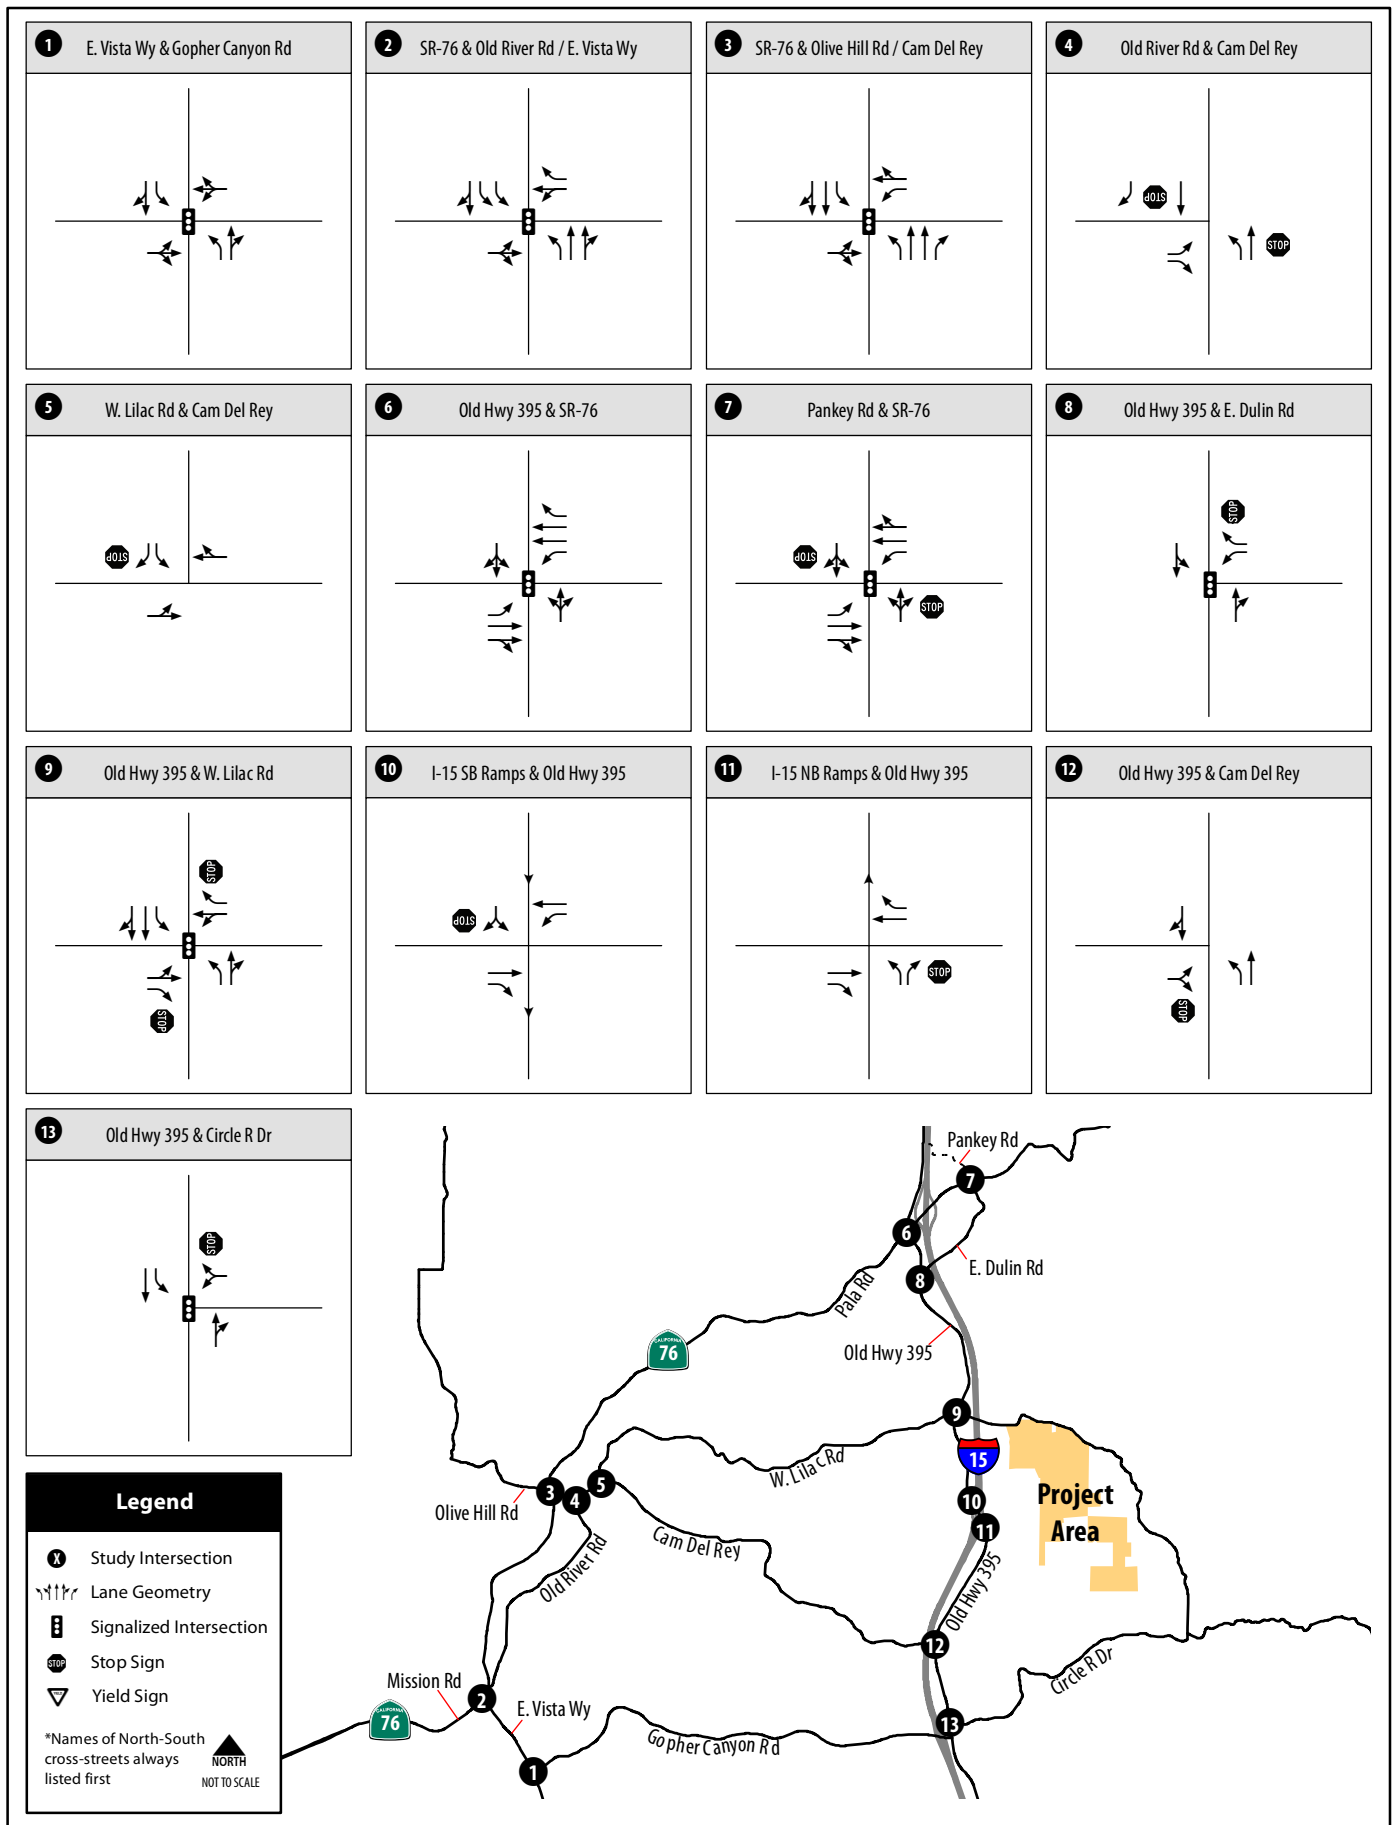 1 E. Vista Wy & Gopher Canyon Rd
2 SR-76 & Old River Rd / E. Vista Wy
3 SR-76 & Olive Hill Rd / Cam Del Rey
4 Old River Rd & Cam Del Rey
STOP
STOP
5 W. Lilac Rd & Cam Del Rey
6 Old Hwy 395 & SR-76
7 Pankey Rd & SR-76
8 Old Hwy 395 & E. Dulin Rd
STOP
STOP
STOP
STOP
9 Old Hwy 395 & W. Lilac Rd
10 I-15 SB Ramps & Old Hwy 395
11 I-15 NB Ramps & Old Hwy 395
12 Old Hwy 395 & Cam Del Rey
STOP
STOP
STOP
STOP
STOP
13 Old Hwy 395 & Circle R Dr
STOP
Pankey Rd
7
6
E. Dulin Rd
8
Pala Rd
CALIFORNIA
76
Old Hwy 395
9
15
W. Lilac Rd
Project
Area
3
4
5
10
11
Olive Hill Rd
Cam Del Rey
Old River Rd
Old Hwy 395
12
Circle R Dr
Mission Rd
2
E. Vista Wy
CALIFORNIA
76
13
Gopher Canyon Rd
1
Legend
X Study Intersection
Lane Geometry
Signalized Intersection
STOP Stop Sign
Yield Sign
*Names of North-South
cross-streets always
listed first
NORTH
NOT TO SCALE